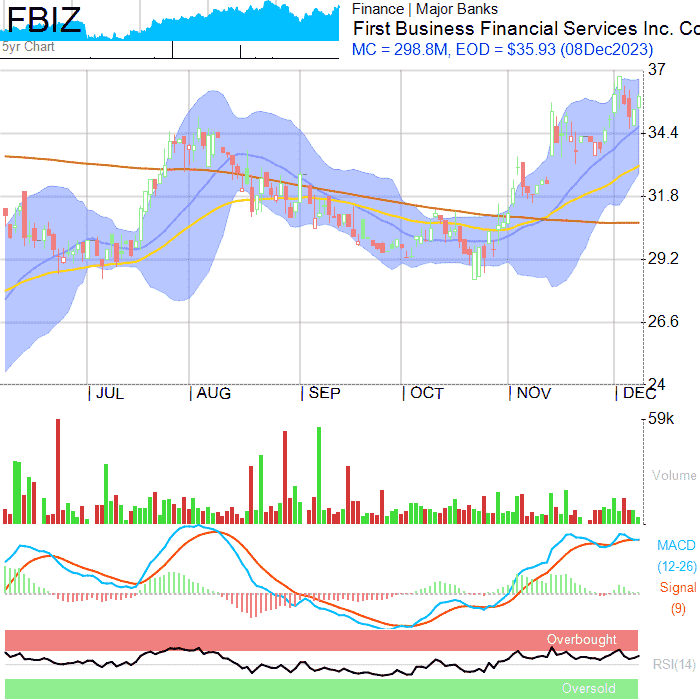 FBIZ
5yr Chart
Finance | Major Banks
First Business Financial Services Inc. Co
MC = 298.8M, EOD = $35.93 (08Dec2023)
37
34.4
31.8
29.2
26.6
24
JUL AUG SEP OCT NOV DEC
59k
Volume
MACD
(12-26)
Signal
(9)
Overbought
RSI(14)
Oversold